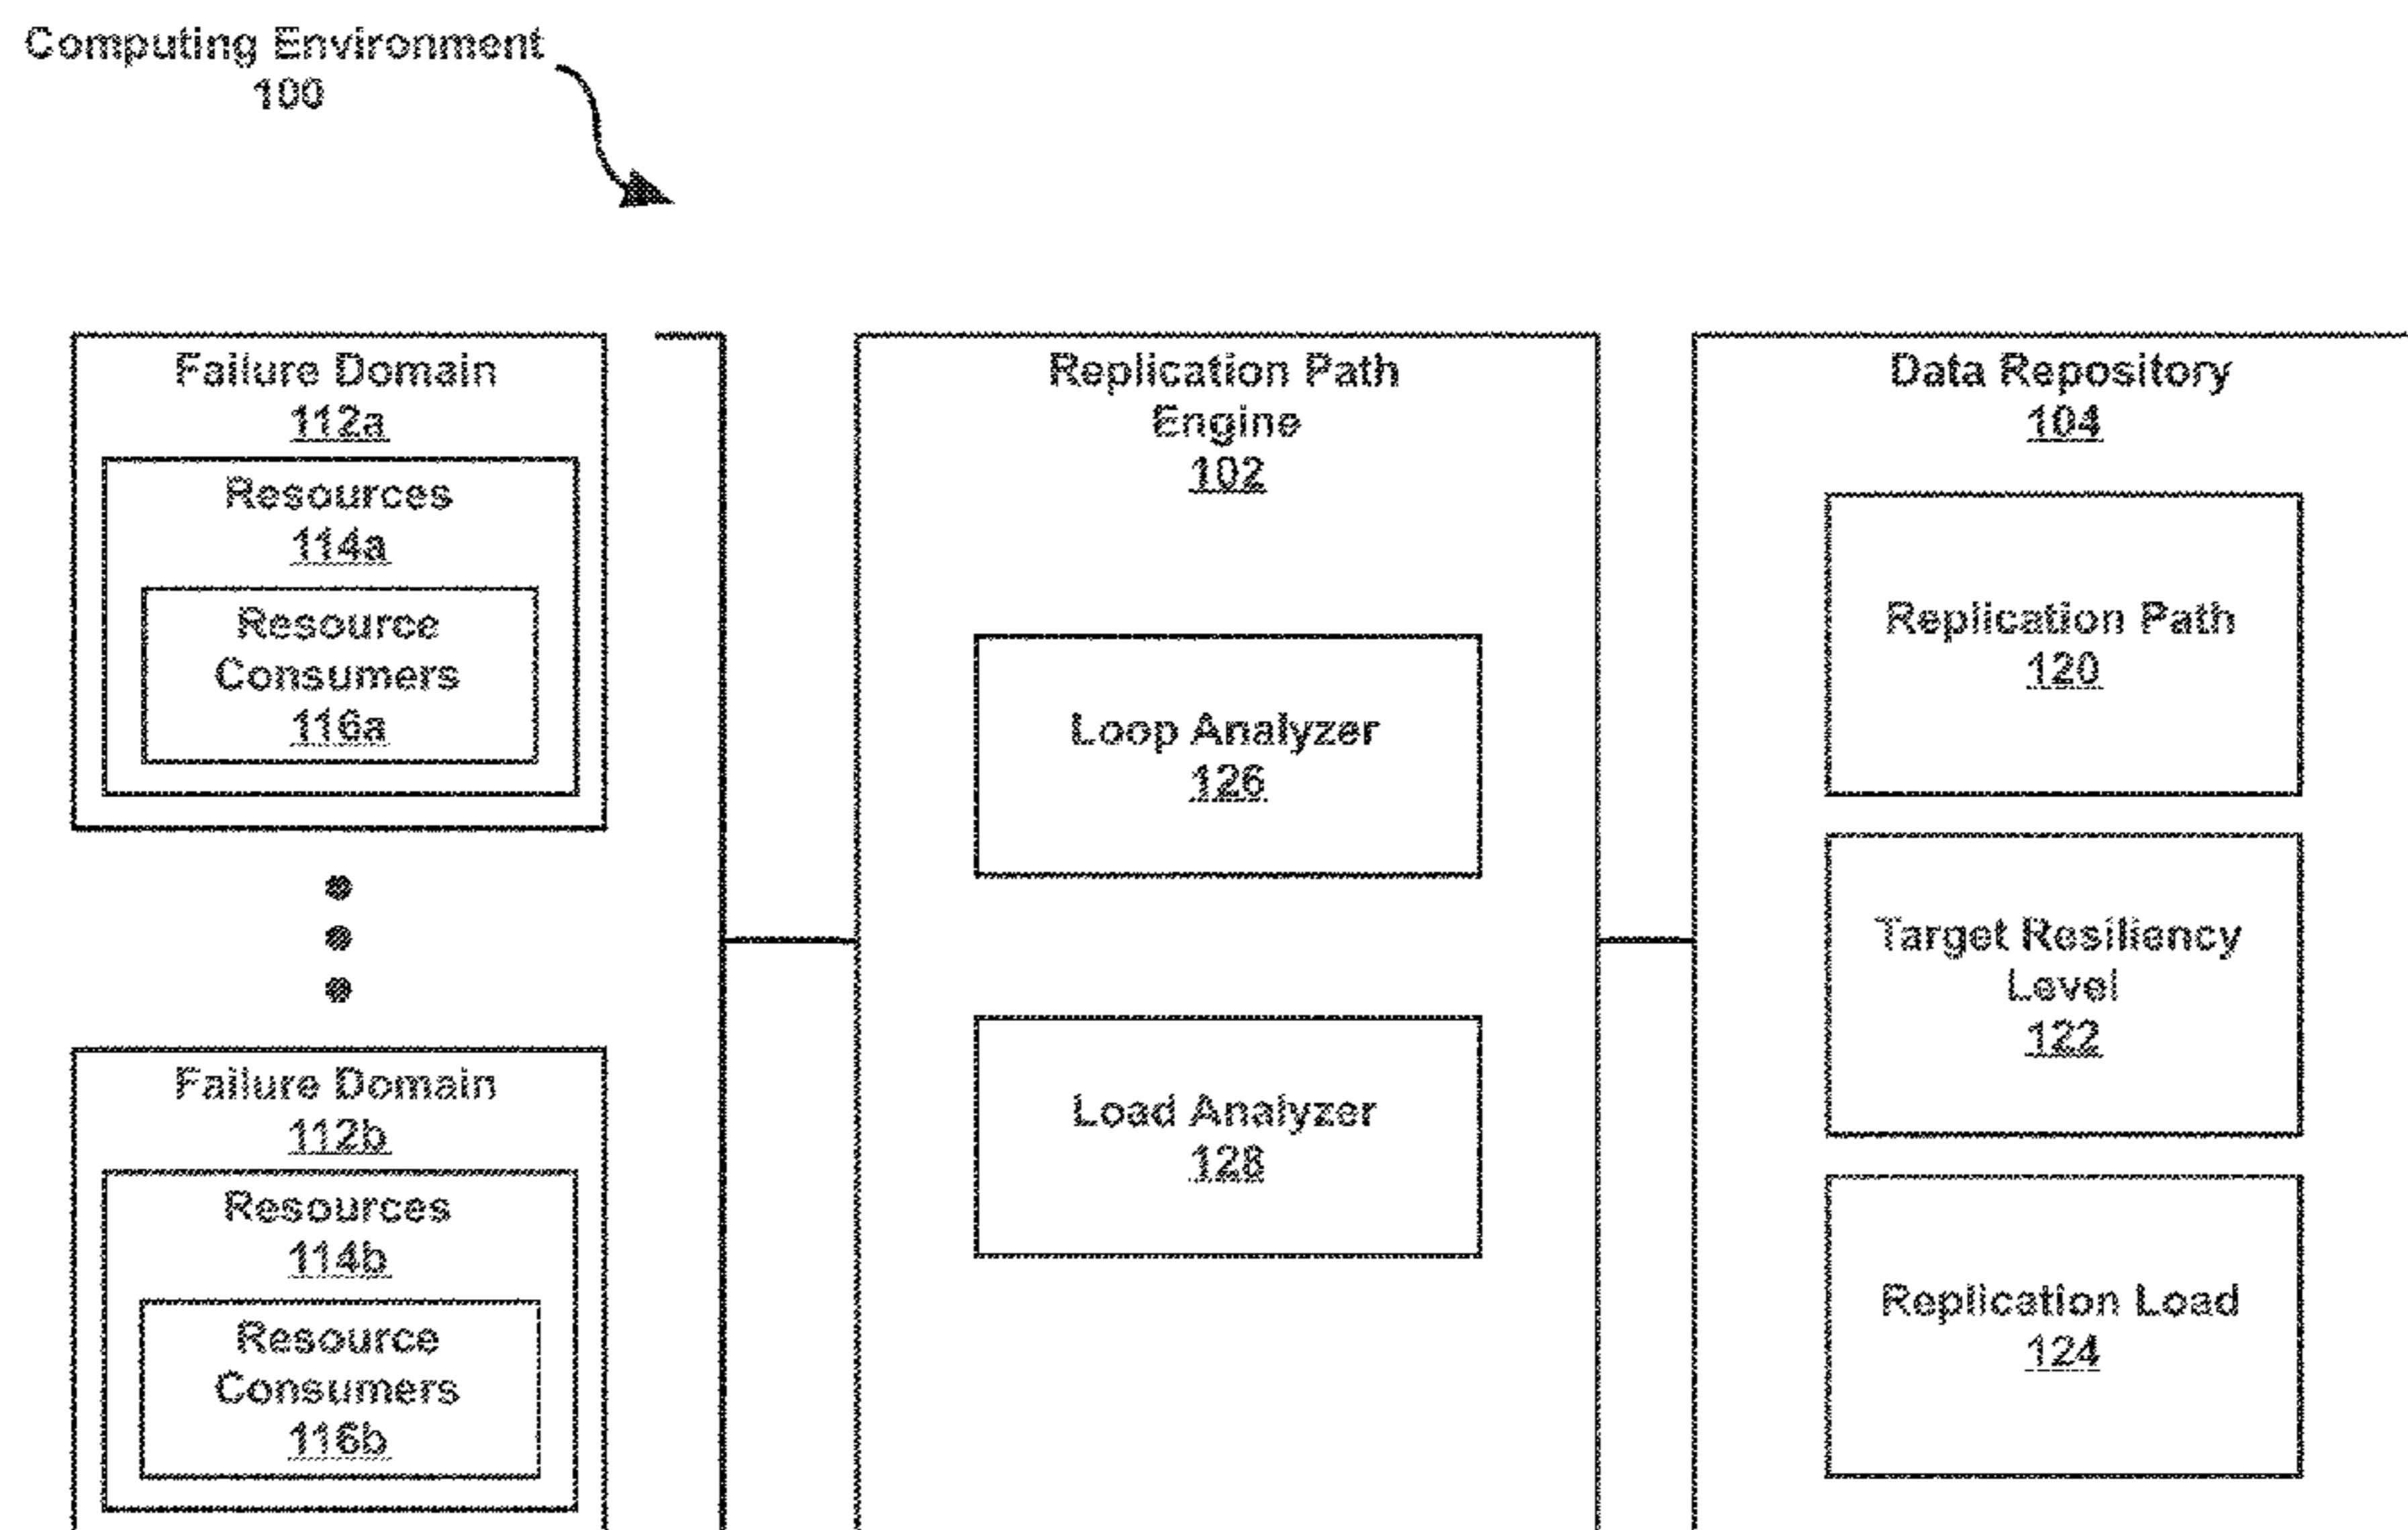 Computing Environment
100
Failure Domain
112a
Resources
114a
Resource
Consumers
116a
Failure Domain
112b
Resources
114b
Resource
Consumers
116b
Replication Path
Engine
102
Loop Analyzer
126
Load Analyzer
128
Data Repository
104
Replication Path
120
Target Resiliency
Level
122
Replication Load
124